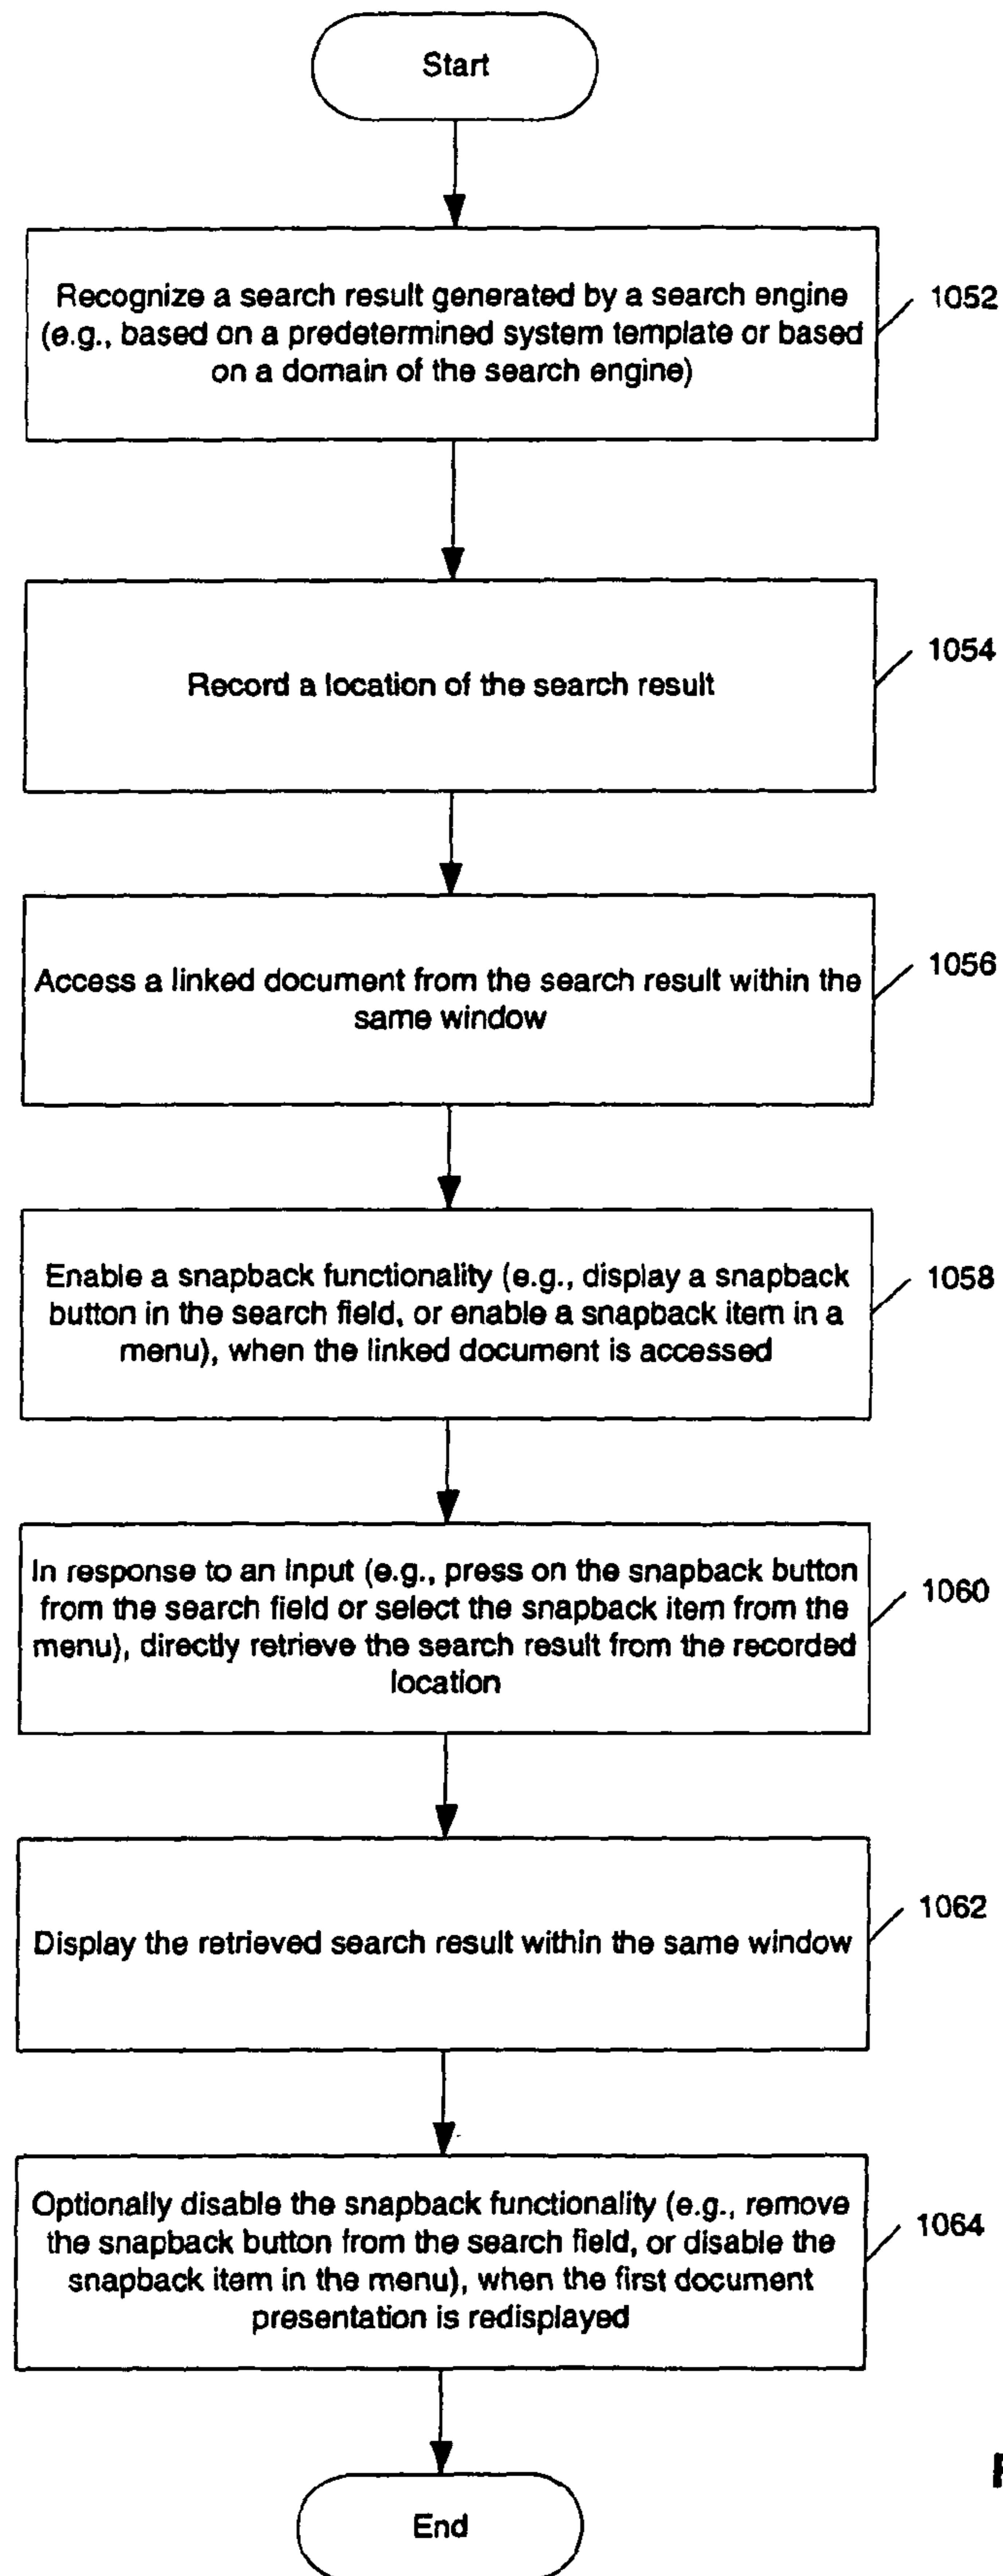 Start
Recognize a search result generated by a search engine
(e.g., based on a predetermined system template or based
on a domain of the search engine)
1052
Record a location of the search result
1054
Access a linked document from the search result within the
same window
1056
Enable a snapback functionality (e.g., display a snapback
button in the search field, or enable a snapback item in a
menu), when the linked document is accessed
1058
In response to an input (e.g., press on the snapback button
from the search field or select the snapback item from the
menu), directly retrieve the search result from the recorded
location
1060
Display the retrieved search result within the same window
1062
Optionally disable the snapback functionality (e.g., remove
the snapback button from the search field, or disable the
snapback item in the menu), when the first document
presentation is redisplayed
1064
End